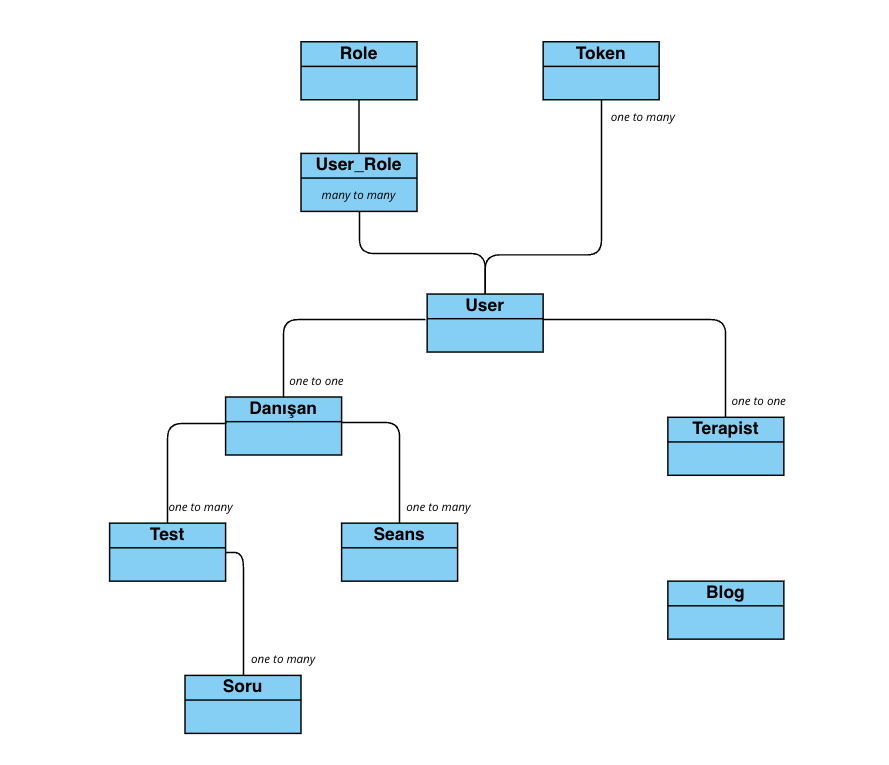 Role
Token
one to many
User_Role
many to many
User
one to one
Danışan
one to one
Terapist
one to many
one to many
Test
Seans
Blog
one to many
Soru